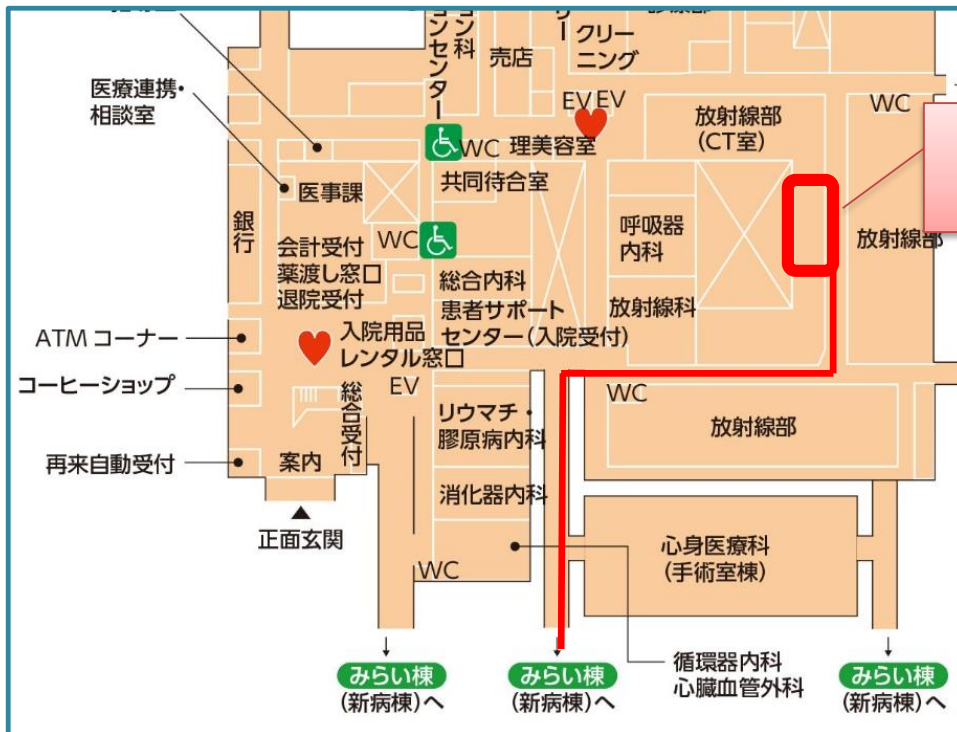 ンセンター
ン科
売店
リー
クリー
ニング
診療部
医療連携・
相談室
EV EV
WC
放射線部
(CT室)
WC
理美容室
共同待合室
医事課
銀行
WC
会計受付
薬渡し窓口
退院受付
総合内科
患者サポート
センター(入院受付)
呼吸器
内科
放射線科
放射線部
ATM コーナー
入院用品
レンタル窓口
コーヒーショップ
EV
総合受付
リウマチ・
膠原病内科
WC
放射線部
再来自動受付
案内
消化器内科
正面玄関
WC
心身医療科
(手術室棟)
循環器内科
心臓血管外科
みらい棟
(新病棟)へ
みらい棟
(新病棟)へ
みらい棟
(新病棟)へ